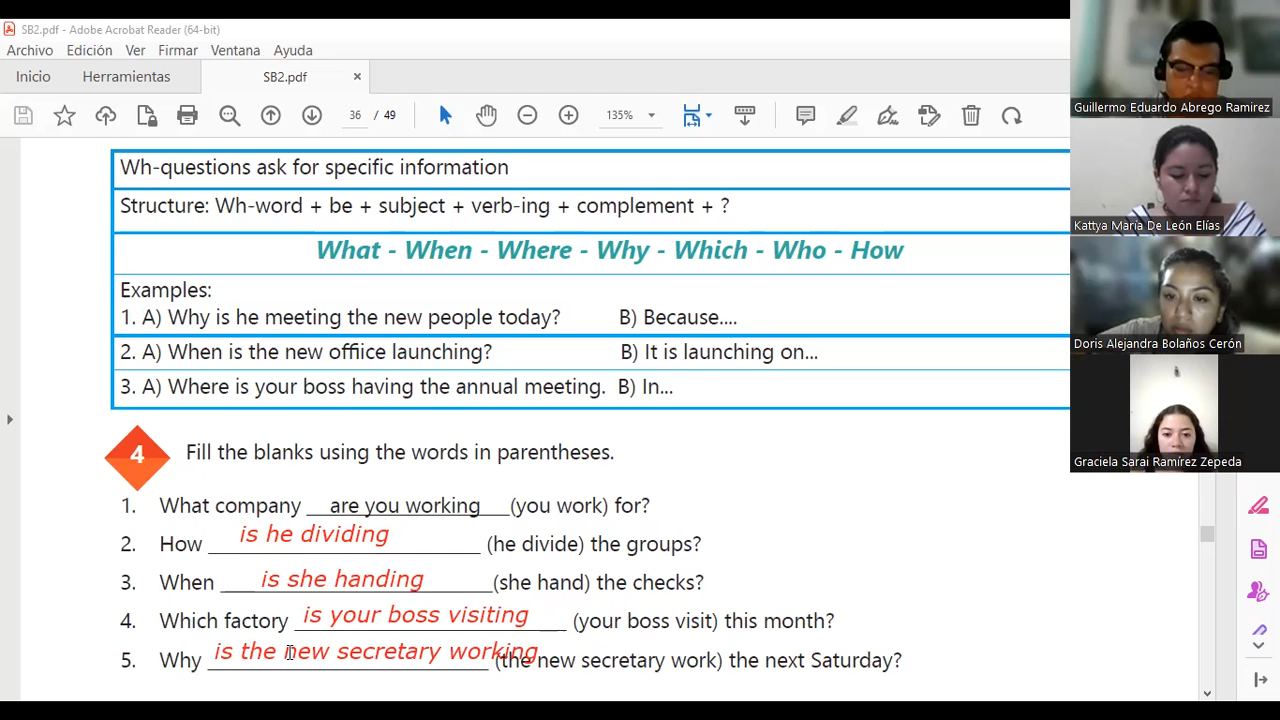 SB2.pdf - Adobe Acrobat Reader (64-bit)
Archivo Edición Ver Firmar Ventana Ayuda
Inicio Herramientas SB2.pdf ×
36 / 49 135%
Wh-questions ask for specific information
Structure: Wh-word + be + subject + verb-ing + complement + ?
What - When - Where - Why - Which - Who - How
Examples:
1. A) Why is he meeting the new people today? B) Because....
2. A) When is the new office launching? B) It is launching on...
3. A) Where is your boss having the annual meeting. B) In...
4 Fill the blanks using the words in parentheses.
1. What company are you working (you work) for?
2. How is he dividing (he divide) the groups?
3. When is she handing (she hand) the checks?
4. Which factory is your boss visiting (your boss visit) this month?
5. Why is the new secretary working (the new secretary work) the next Saturday?
Guillermo Eduardo Abrego Ramirez
Kattya María De León Elías
Doris Alejandra Bolaños Cerón
Graciela Sarai Ramírez Zepeda